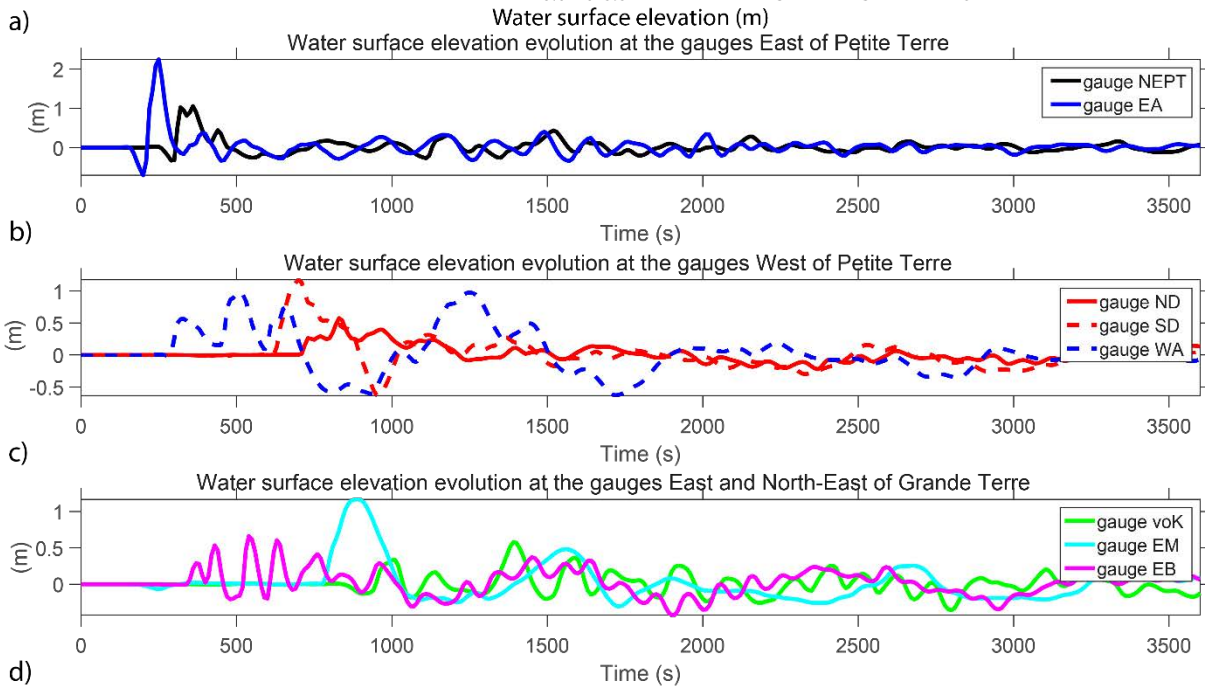 a)
Water surface elevation (m)
Water surface elevation evolution at the gauges East of Petite Terre
2
1
0
(m)
gauge NEPT
gauge EA
0 500 1000 1500 2000 2500 3000 3500
Time (s)
b)
Water surface elevation evolution at the gauges West of Petite Terre
1
0.5
0
-0.5
(m)
gauge ND
gauge SD
gauge WA
0 500 1000 1500 2000 2500 3000 3500
Time (s)
c)
Water surface elevation evolution at the gauges East and North-East of Grande Terre
1
0.5
0
(m)
gauge voK
gauge EM
gauge EB
0 500 1000 1500 2000 2500 3000 3500
Time (s)
d)